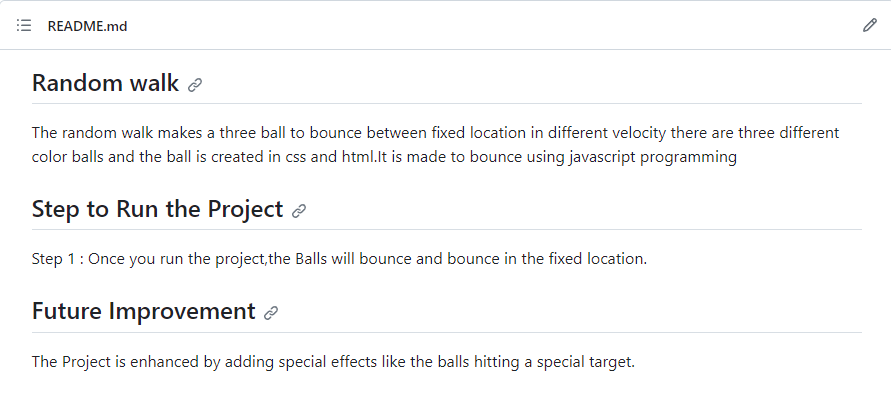 README.md
Random walk
The random walk makes a three ball to bounce between fixed location in different velocity there are three different
color balls and the ball is created in css and html.It is made to bounce using javascript programming
Step to Run the Project
Step 1 : Once you run the project,the Balls will bounce and bounce in the fixed location.
Future Improvement
The Project is enhanced by adding special effects like the balls hitting a special target.